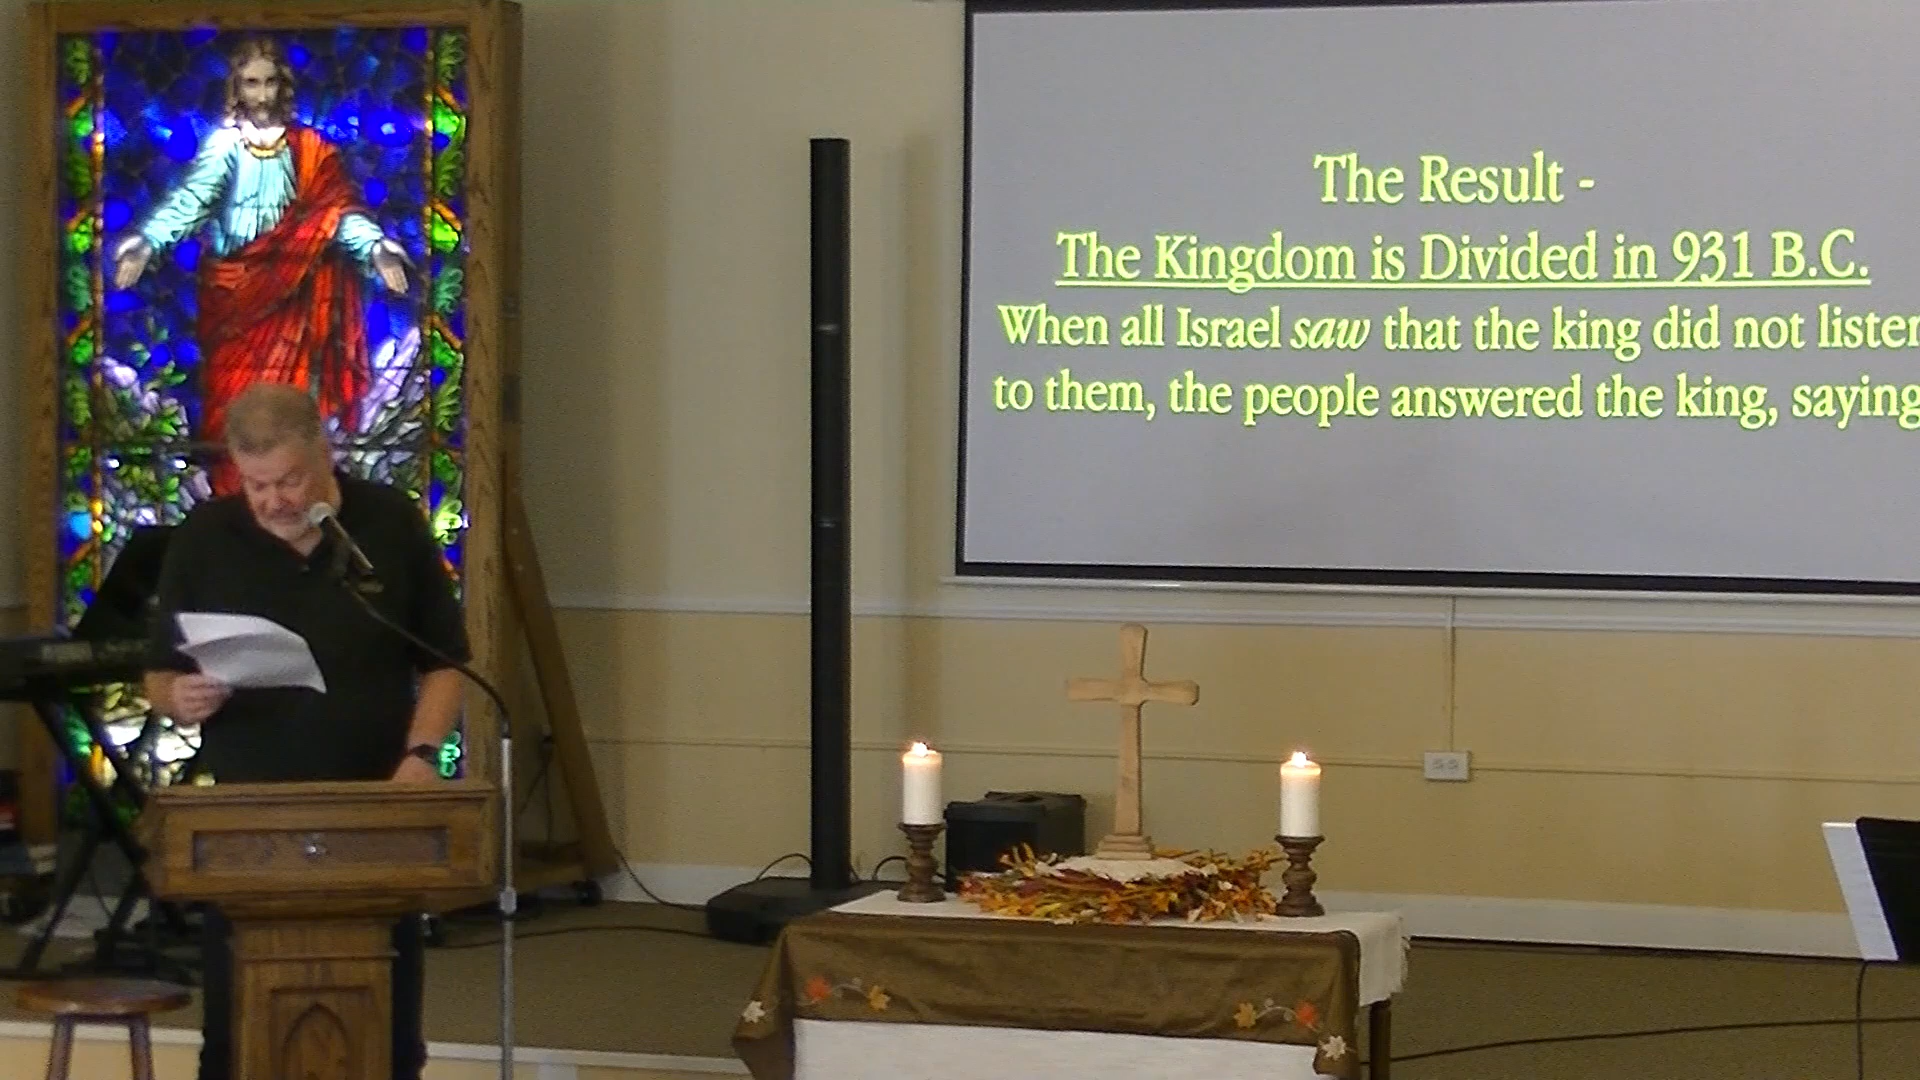 The Result -
The Kingdom is Divided in 931 B.C.
When all Israel saw that the king did not listen
to them, the people answered the king, saying